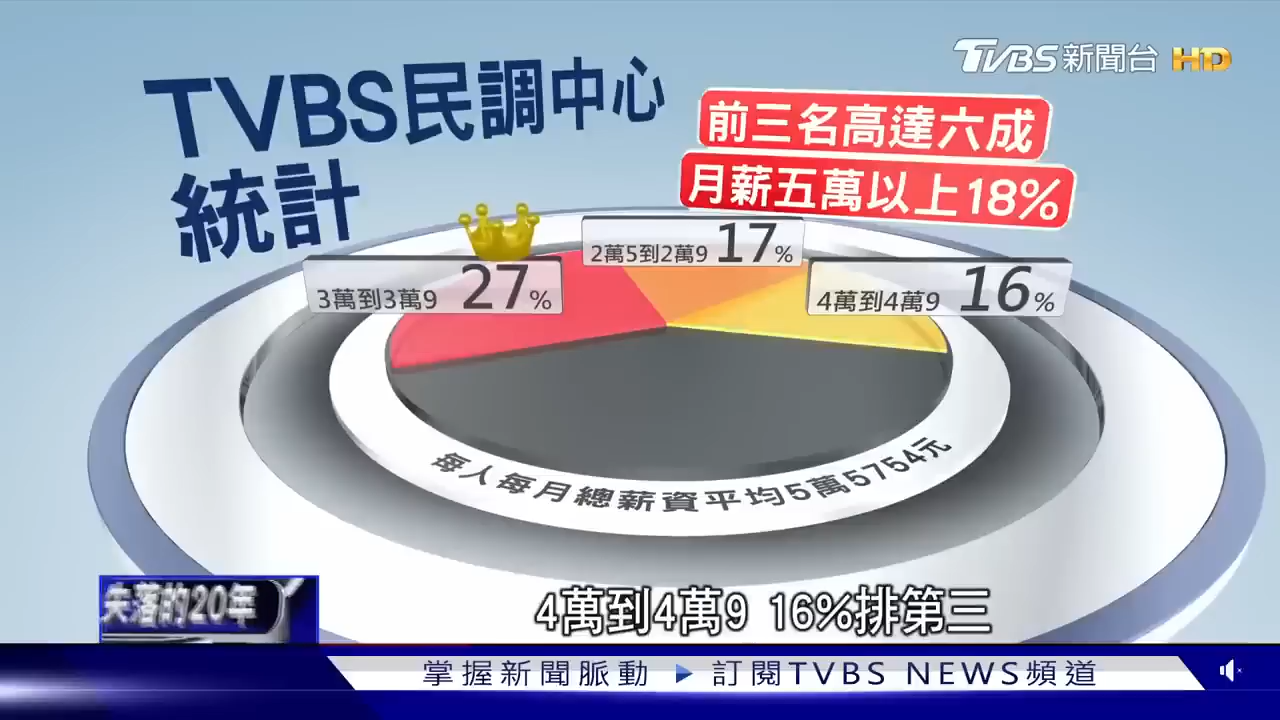 TVBS新聞台 HD
TVBS民調中心
統計
前三名高達六成
月薪五萬以上18%
2萬5到2萬9 17%
3萬到3萬9 27%
4萬到4萬9 16%
每人每月總薪資平均5萬5754元
失落的20年
4萬到4萬9 16%排第三
掌握新聞脈動 ▶ 訂閱TVBS NEWS頻道